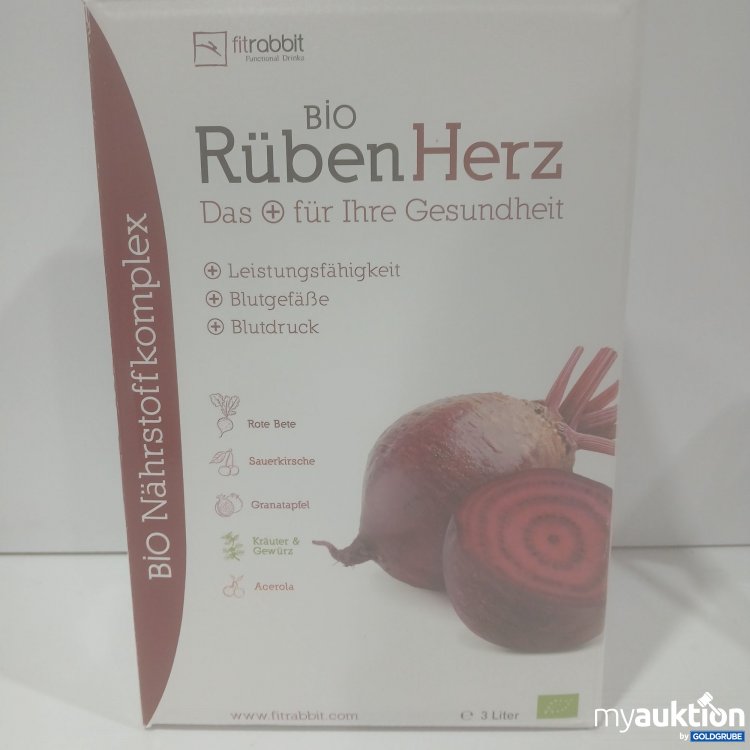 fitrabbit
Functional Drinks
BIO
RübenHerz
Das + für Ihre Gesundheit
+ Leistungsfähigkeit
+ Blutgefäße
+ Blutdruck
BIO Nährstoffkomplex
Rote Bete
Sauerkirsche
Granatapfel
Kräuter &
Gewürz
Acerola
www.fitrabbit.com
℮ 3 Liter
myauktion
by GOLDGRUBE